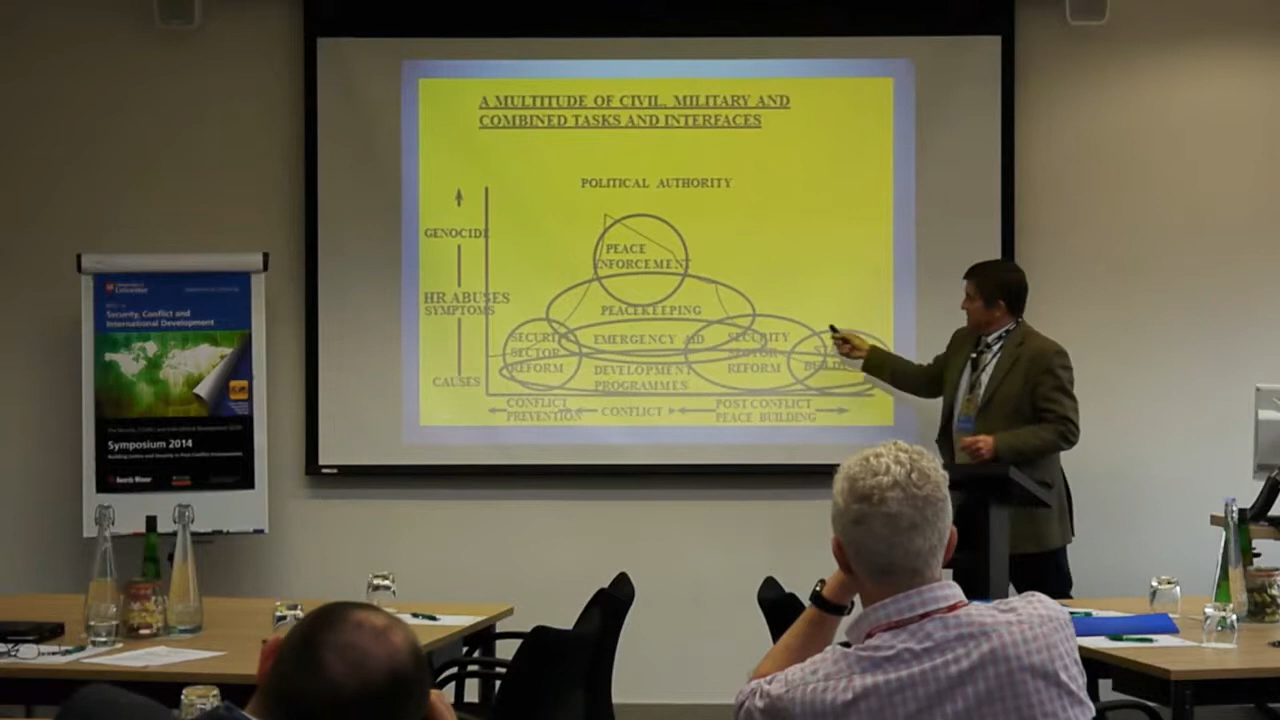 A MULTITUDE OF CIVIL, MILITARY AND
COMBINED TASKS AND INTERFACES
POLITICAL AUTHORITY
GENOCIDE
PEACE
ENFORCEMENT
HR ABUSES
SYMPTOMS
PEACEKEEPING
SECURITY
SECTOR
REFORM
EMERGENCY AID
DEVELOPMENT
PROGRAMMES
SECURITY
SECTOR
REFORM
CAUSES
CONFLICT
PREVENTION
CONFLICT
POST CONFLICT
PEACE BUILDING
Security, Conflict and
International Development
Symposium 2014